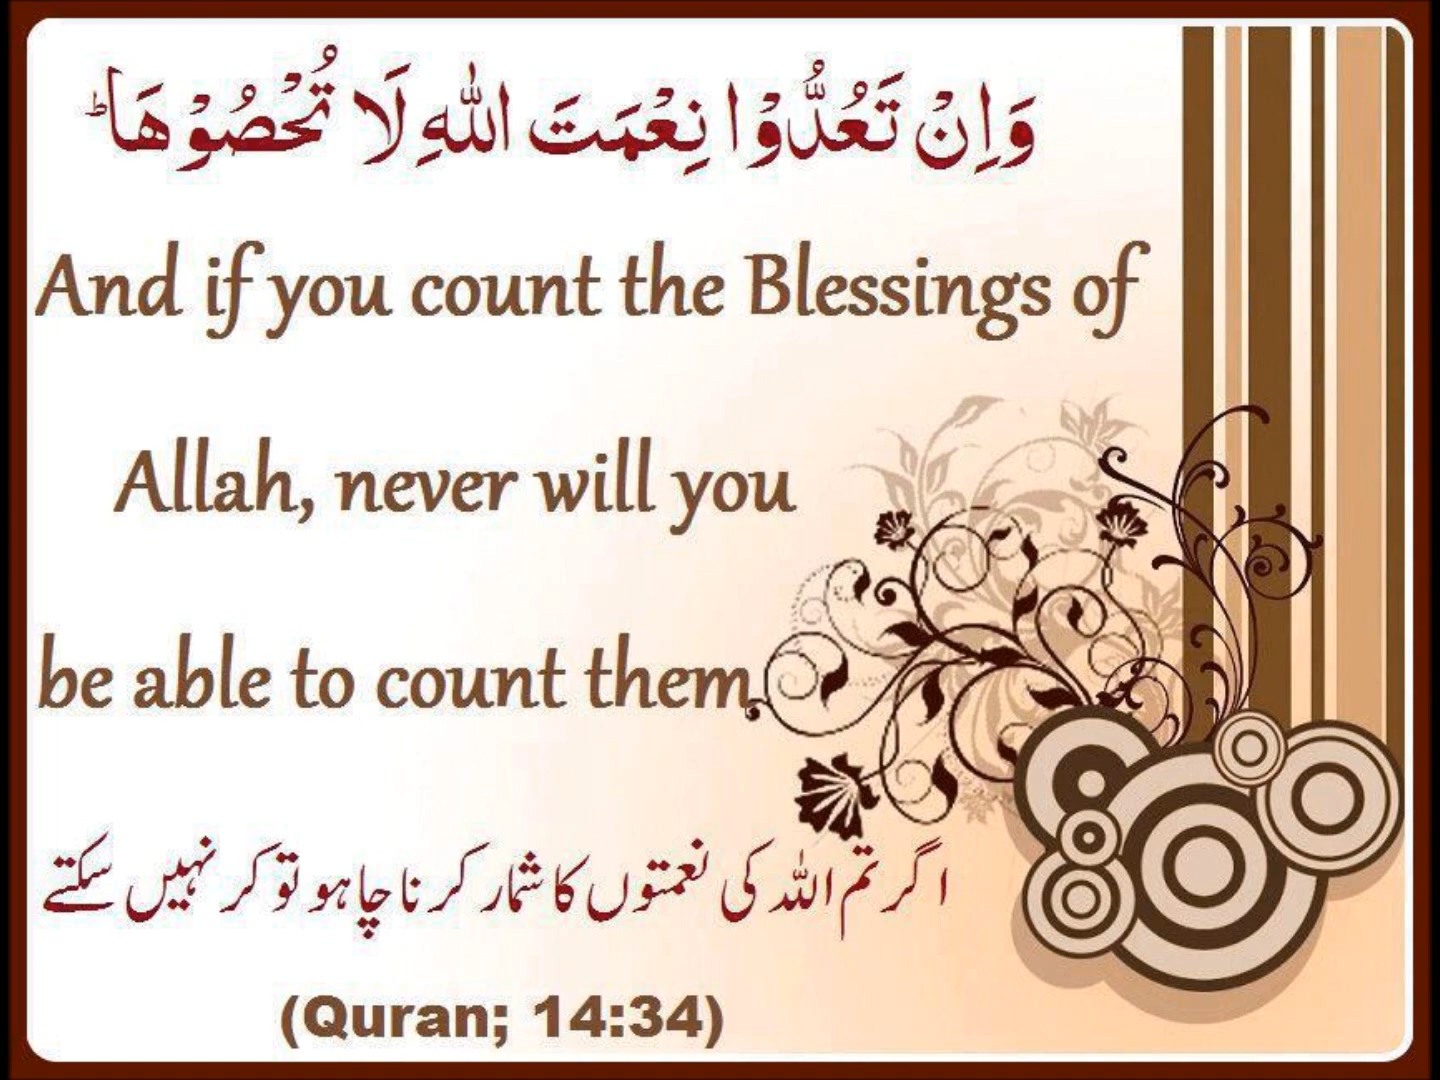 وَاِنْ تَعُدُّوْا نِعْمَتَ اللّٰهِ لَا تُحْصُوْهَا ؕ
And if you count the Blessings of
Allah, never will you
be able to count them.
اگر تم اللہ کی نعمتوں کا شمار کرنا چاہو تو کر نہیں سکتے
(Quran; 14:34)